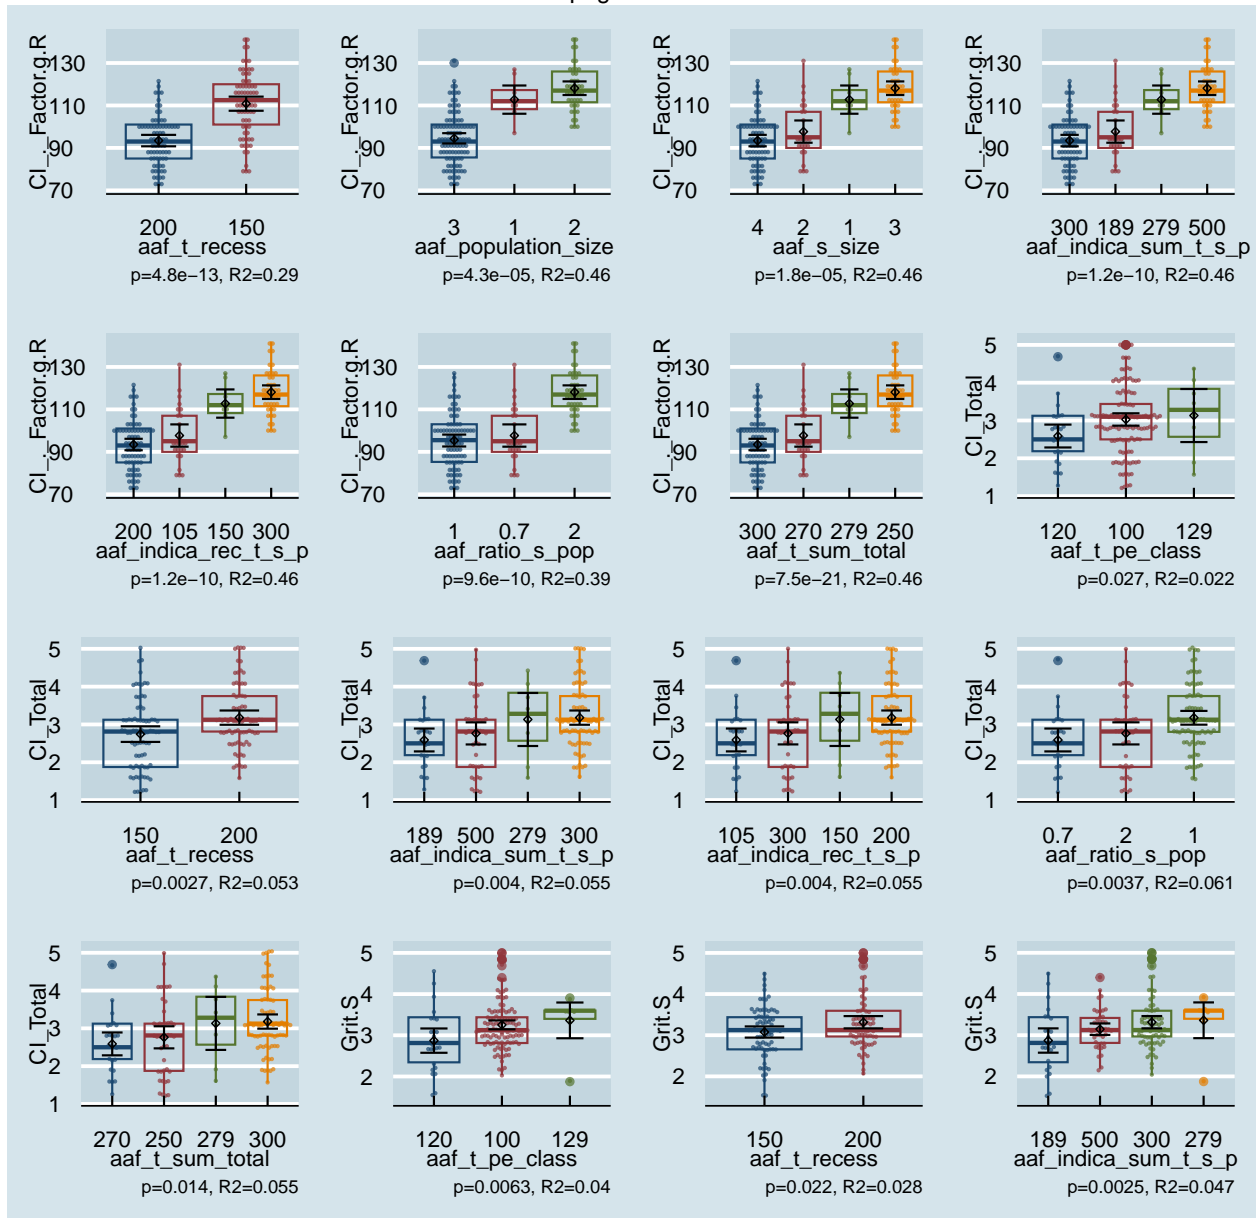 pg
CI_.Factor.g.R CI_.Factor.g.R CI_.Factor.g.R CI_.Factor.g.R
130 130 130 130
110 110 110 110
90 90 90 90
70 70 70 70
200 150 3 1 2 4 2 1 3 300 189 279 500
aaf_t_recess aaf_population_size aaf_s_size aaf_indica_sum_t_s_p
p=4.8e−13, R2=0.29 p=4.3e−05, R2=0.46 p=1.8e−05, R2=0.46 p=1.2e−10, R2=0.46
CI_.Factor.g.R CI_.Factor.g.R CI_.Factor.g.R CI_Total
130 130 130 5
110 110 110 4
90 90 90 3
70 70 70 2
1
200 105 150 300 1 0.7 2 300 270 279 250 120 100 129
aaf_indica_rec_t_s_p aaf_ratio_s_pop aaf_t_sum_total aaf_t_pe_class
p=1.2e−10, R2=0.46 p=9.6e−10, R2=0.39 p=7.5e−21, R2=0.46 p=0.027, R2=0.022
CI_Total CI_Total CI_Total CI_Total
5 5 5 5
4 4 4 4
3 3 3 3
2 2 2 2
1 1 1 1
150 200 189 500 279 300 105 300 150 200 0.7 2 1
aaf_t_recess aaf_indica_sum_t_s_p aaf_indica_rec_t_s_p aaf_ratio_s_pop
p=0.0027, R2=0.053 p=0.004, R2=0.055 p=0.004, R2=0.055 p=0.0037, R2=0.061
CI_Total Grit.S Grit.S Grit.S
5 5 5 5
4 4 4 4
3 3 3 3
2 2 2 2
1
270 250 279 300 120 100 129 150 200 189 500 300 279
aaf_t_sum_total aaf_t_pe_class aaf_t_recess aaf_indica_sum_t_s_p
p=0.014, R2=0.055 p=0.0063, R2=0.04 p=0.022, R2=0.028 p=0.0025, R2=0.047